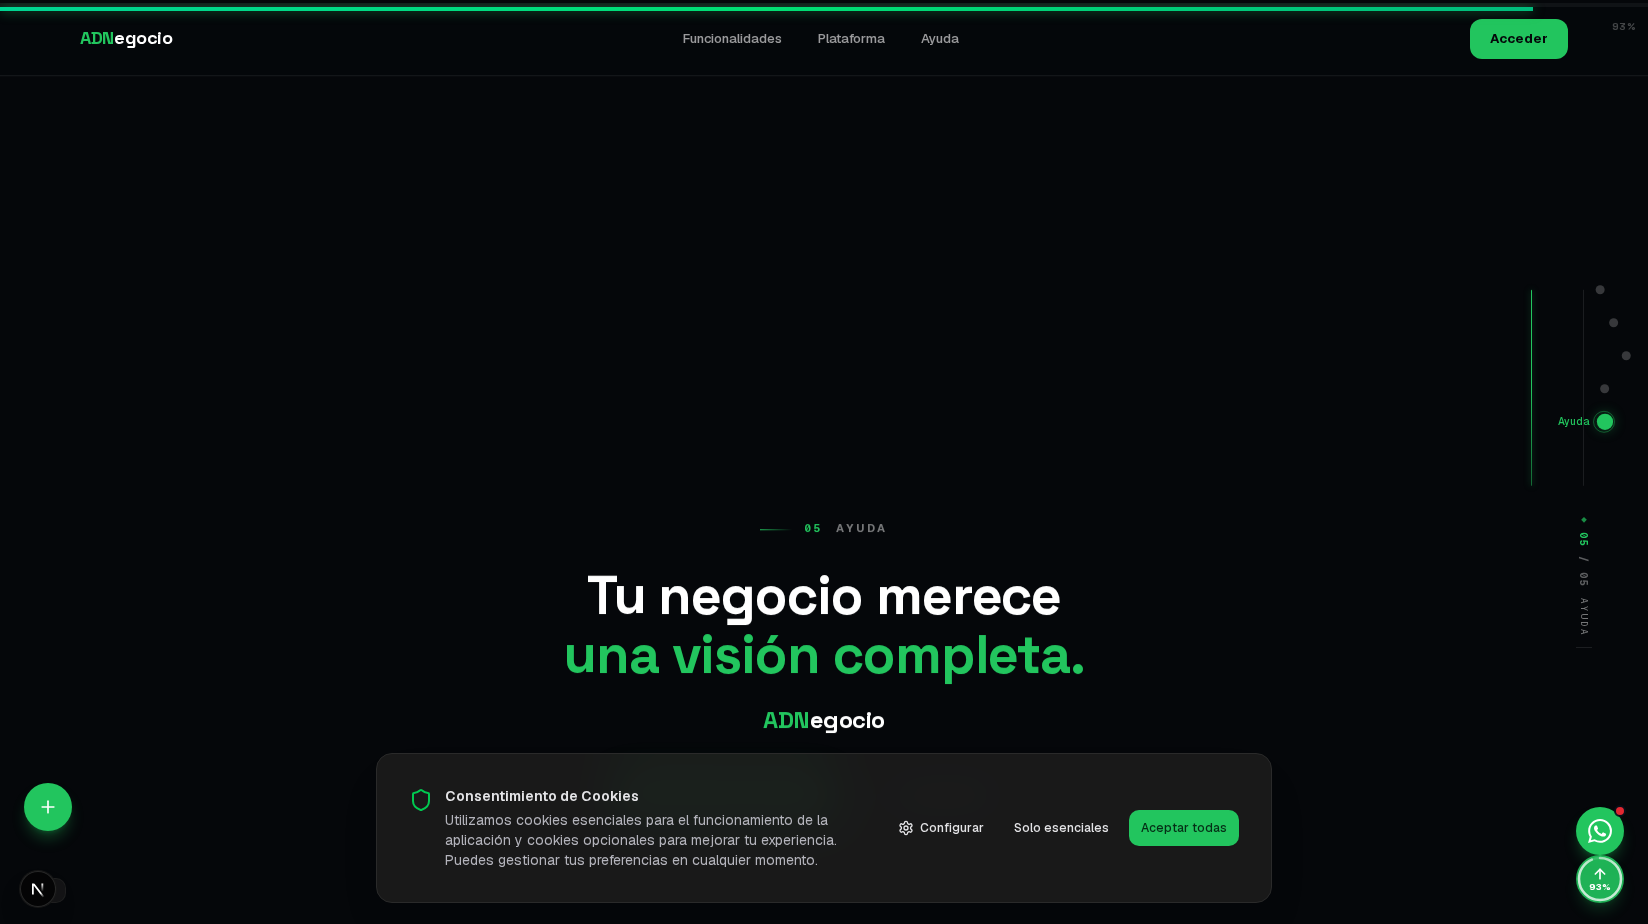 ADNegocio
Funcionalidades
Plataforma
Ayuda
Acceder
93%
Ayuda
05 / 05 AYUDA
05 AYUDA
Tu negocio merece
una visión completa.
ADNegocio
Consentimiento de Cookies
Utilizamos cookies esenciales para el funcionamiento de la
aplicación y cookies opcionales para mejorar tu experiencia.
Puedes gestionar tus preferencias en cualquier momento.
Configurar
Solo esenciales
Aceptar todas
93%
N